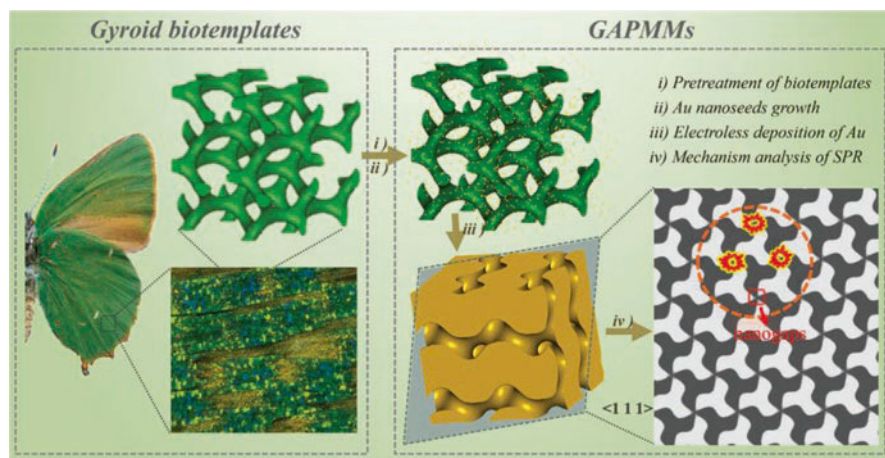 Gyroid biotemplates
GAPMMs
i) Pretreatment of biotemplates
ii) Au nanoseeds growth
iii) Electroless deposition of Au
iv) Mechanism analysis of SPR
i )
ii )
iii )
iv )
nanogaps
<1 1 1>